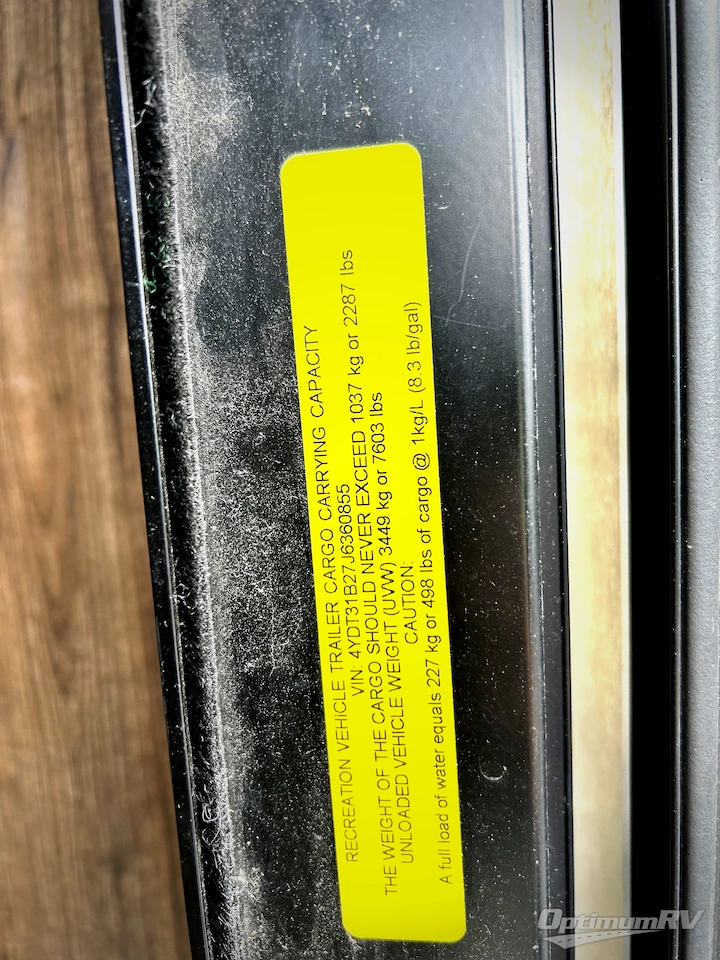 RECREATION VEHICLE TRAILER CARGO CARRYING CAPACITY
VIN: 4YDT31B27J6360855
THE WEIGHT OF THE CARGO SHOULD NEVER EXCEED 1037 kg or 2287 lbs
UNLOADED VEHICLE WEIGHT (UVW) 3449 kg or 7603 lbs
CAUTION:
A full load of water equals 227 kg or 498 lbs of cargo @ 1kg/L (8.3 lb/gal)
OptimumRV